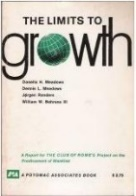 THE LIMITS TO
growth
Donella H. Meadows
Dennis L. Meadows
Jørgen Randers
William W. Behrens III
A Report for THE CLUB OF ROME'S Project on the
Predicament of Mankind
A POTOMAC ASSOCIATES BOOK